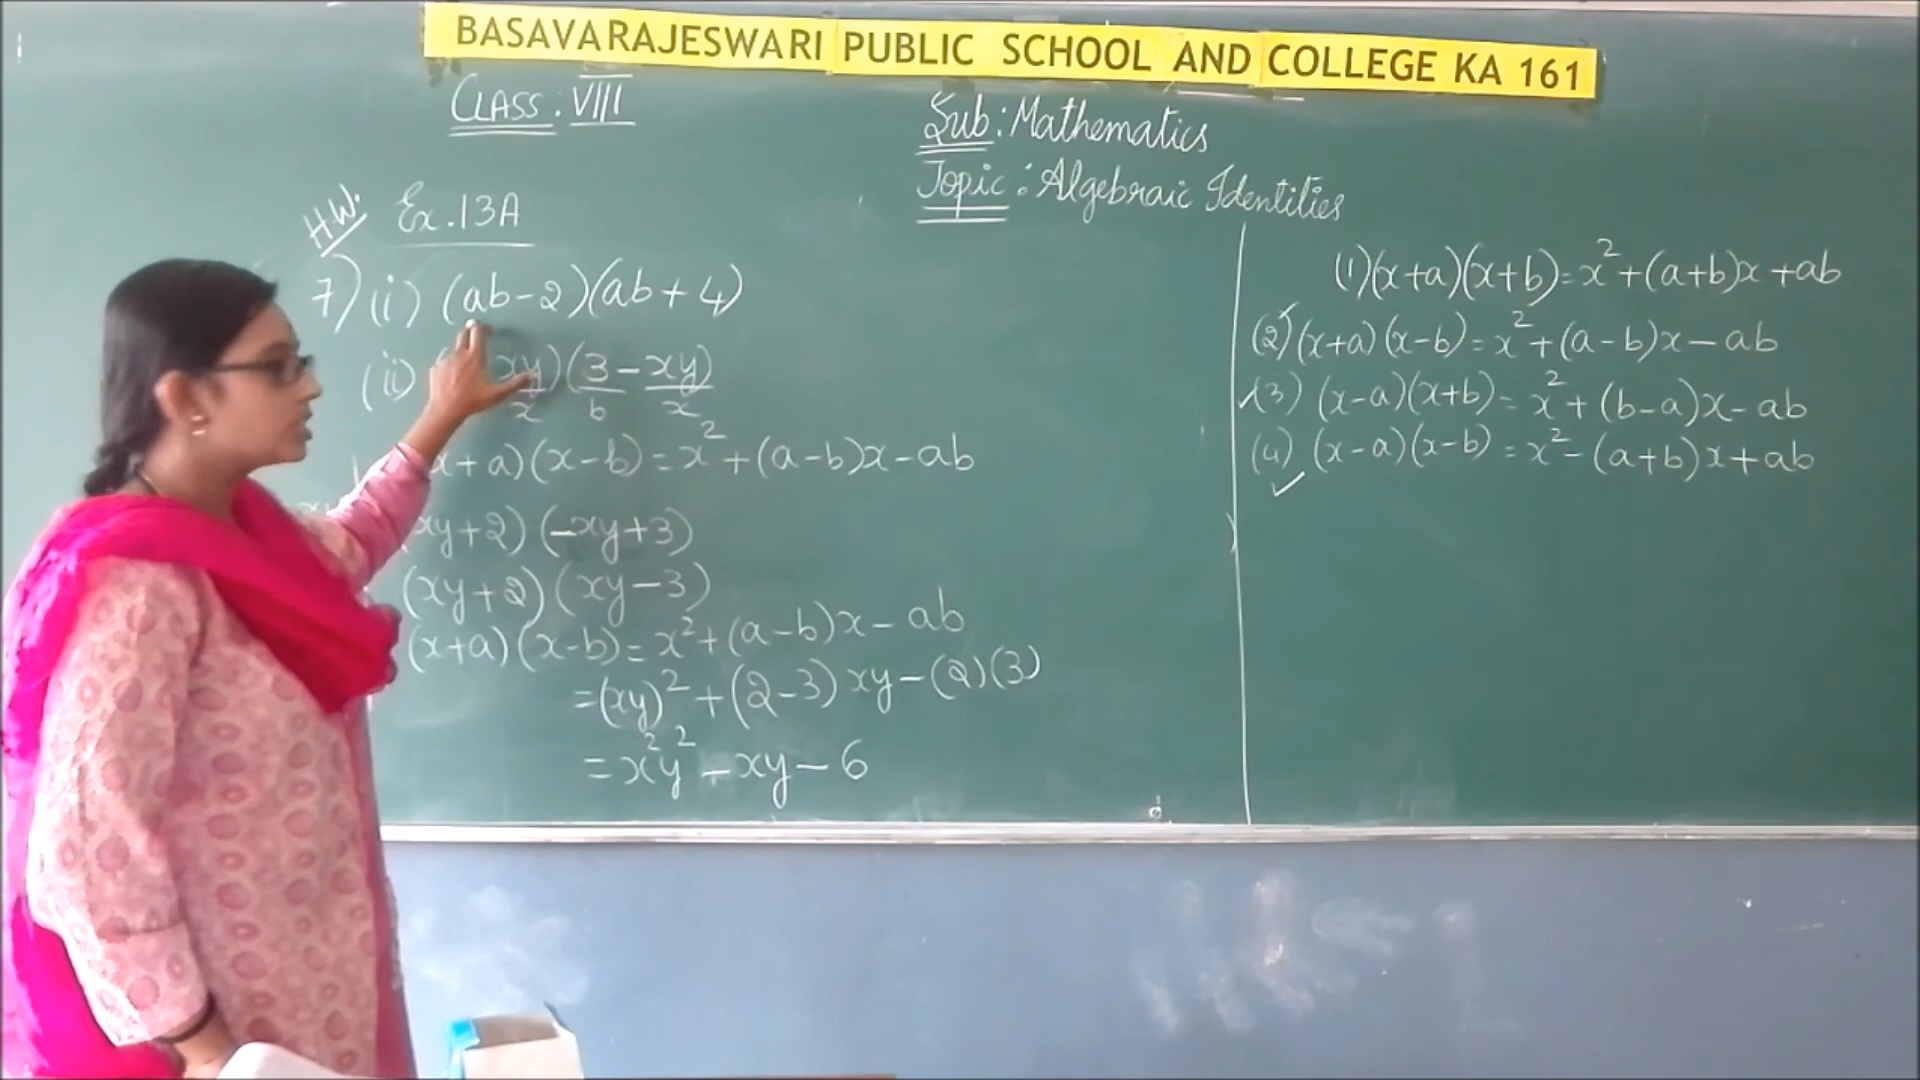 BASAVARAJESWARI PUBLIC SCHOOL AND COLLEGE KA 161
CLASS : VIII
Sub : Mathematics
Topic : Algebraic Identities
HW. Ex. 13A
7) (i) (ab - 2)(ab + 4)
(ii) xy) (3 - xy)
x b x
x + a)(x - b) = x² + (a - b)x - ab
xy + 2) (-xy + 3)
(xy + 2) (xy - 3)
(x + a)(x - b) = x² + (a - b)x - ab
= (xy)² + (2 - 3) xy - (2)(3)
= x²y² - xy - 6
(1) (x + a)(x + b) = x² + (a + b)x + ab
(2) (x + a)(x - b) = x² + (a - b)x - ab
(3) (x - a)(x + b) = x² + (b - a)x - ab
(4) (x - a)(x - b) = x² - (a + b)x + ab